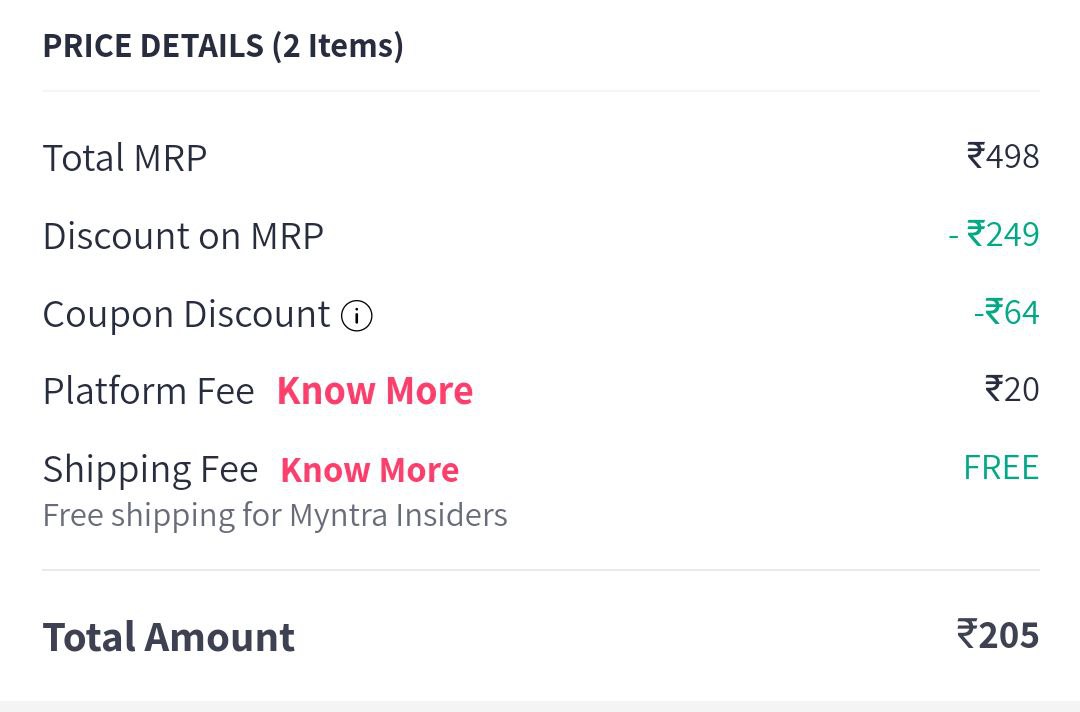 PRICE DETAILS (2 Items)
Total MRP ₹498
Discount on MRP - ₹249
Coupon Discount -₹64
Platform Fee Know More ₹20
Shipping Fee Know More FREE
Free shipping for Myntra Insiders
Total Amount ₹205